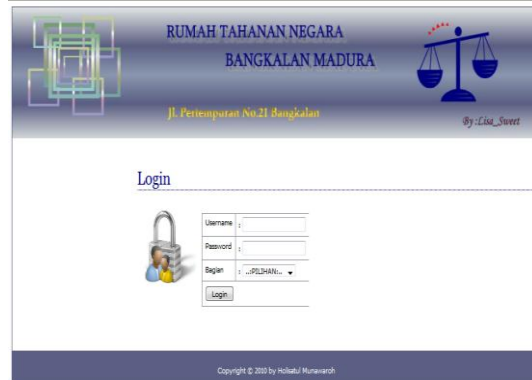 RUMAH TAHANAN NEGARA
BANGKALAN MADURA
Jl. Pertempuran No.21 Bangkalan
By :Lisa_Sweet
Login
Username :
Password :
Bagian : ..:PILIHAN:..
Login
Copyright © 2010 by Holisatul Munawaroh